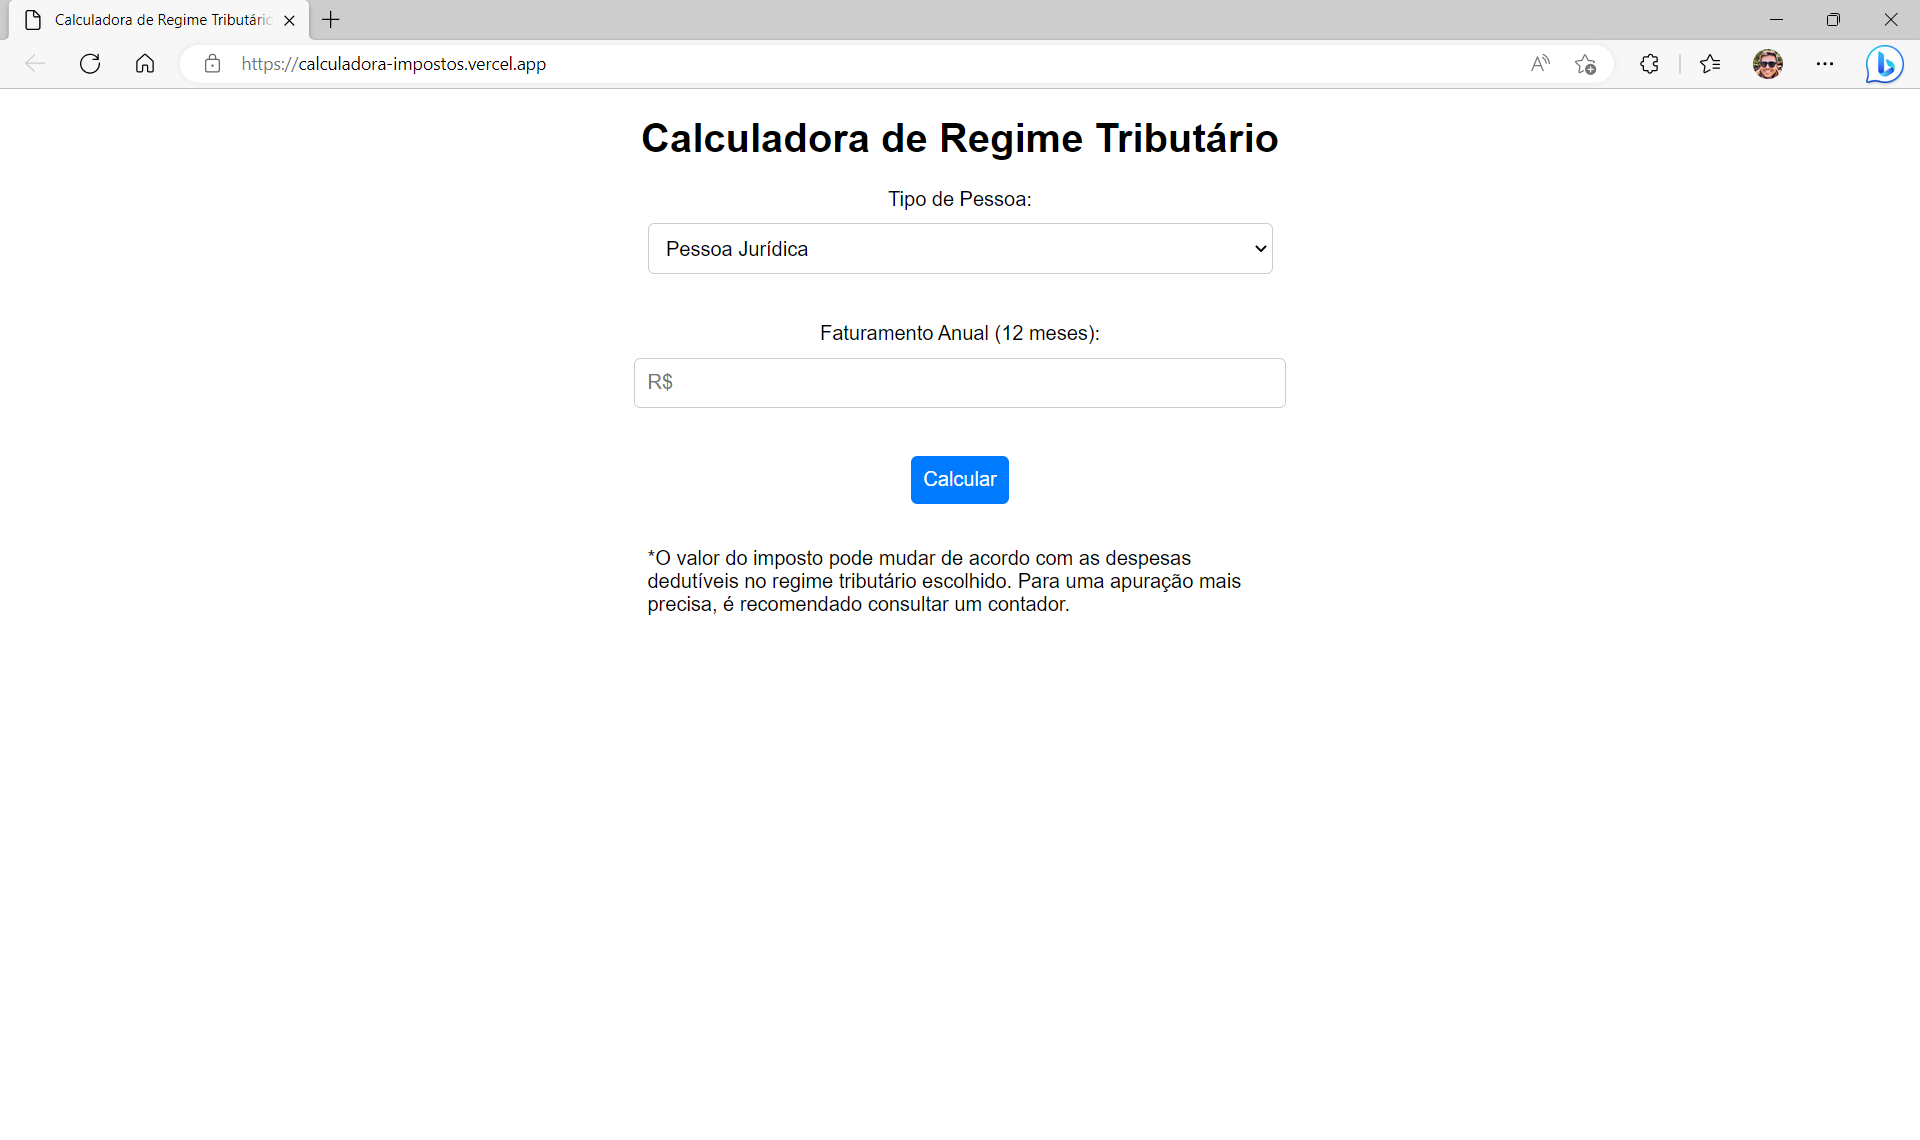 Calculadora de Regime Tributário
https://calculadora-impostos.vercel.app
Calculadora de Regime Tributário
Tipo de Pessoa:
Pessoa Jurídica
Faturamento Anual (12 meses):
R$
Calcular
*O valor do imposto pode mudar de acordo com as despesas
dedutíveis no regime tributário escolhido. Para uma apuração mais
precisa, é recomendado consultar um contador.